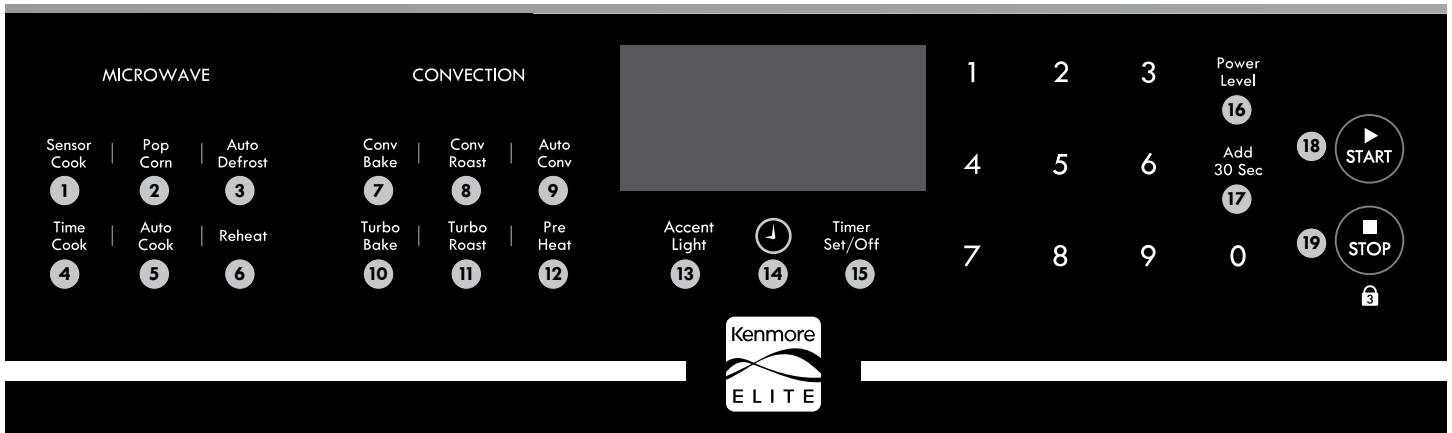 MICROWAVE
Sensor
Cook
1
Pop
Corn
2
Auto
Defrost
3
Time
Cook
4
Auto
Cook
5
Reheat
6
CONVECTION
Conv
Bake
7
Conv
Roast
8
Auto
Conv
9
Turbo
Bake
10
Turbo
Roast
11
Pre
Heat
12
Accent
Light
13
14
Timer
Set/Off
15
1 2 3
4 5 6
7 8 9 0
Power
Level
16
Add
30 Sec
17
18
START
19
STOP
3
Kenmore
ELITE